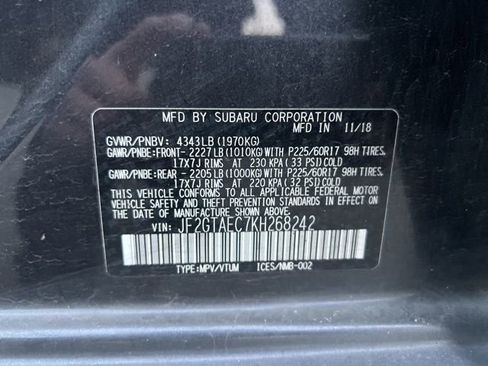 MFD BY SUBARU CORPORATION
MFD IN 11/18
GVWR/PNBV: 4343LB(1970KG)
GAWR/PNBE:FRONT- 2227LB(1010KG)WITH P225/60R17 98H TIRES,
17X7J RIMS AT 230 KPA(33 PSI)COLD
GAWR/PNBE:REAR - 2205LB(1000KG)WITH P225/60R17 98H TIRES,
17X7J RIMS AT 220 KPA(32 PSI)COLD
THIS VEHICLE CONFORMS TO ALL APPLICABLE FEDERAL MOTOR
VEHICLE SAFETY AND THEFT PREVENTION STANDARDS IN EFFECT
ON THE DATE OF MANUFACTURE SHOWN ABOVE.
VIN: JF2GTAEC7KH268242
TYPE:MPV/VTUM ICES/NMB-002